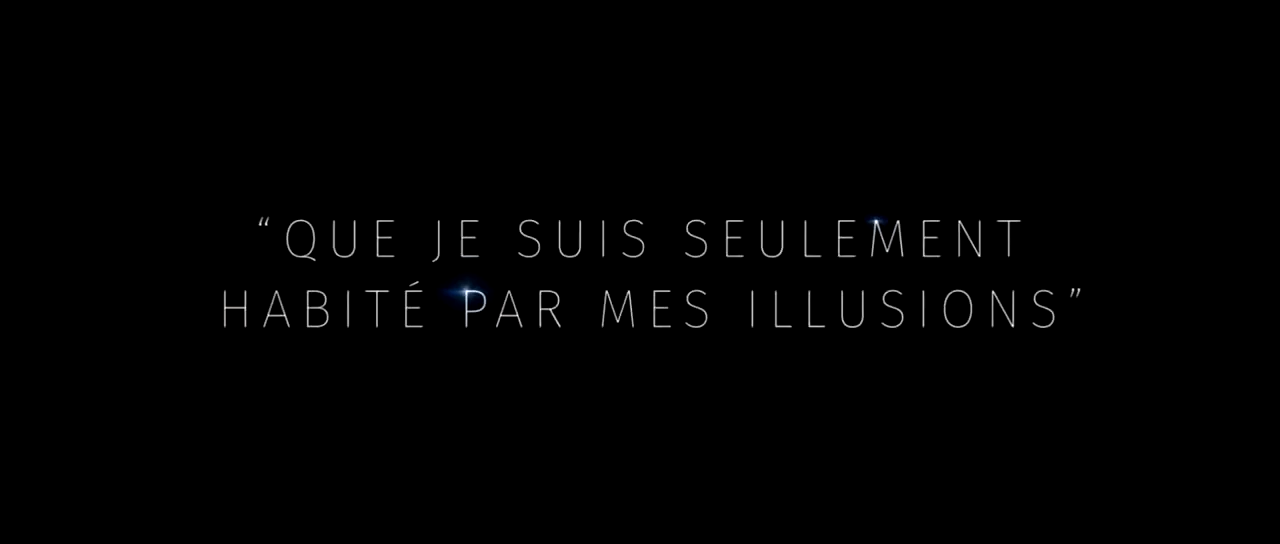 “QUE JE SUIS SEULEMENT
HABITÉ PAR MES ILLUSIONS”